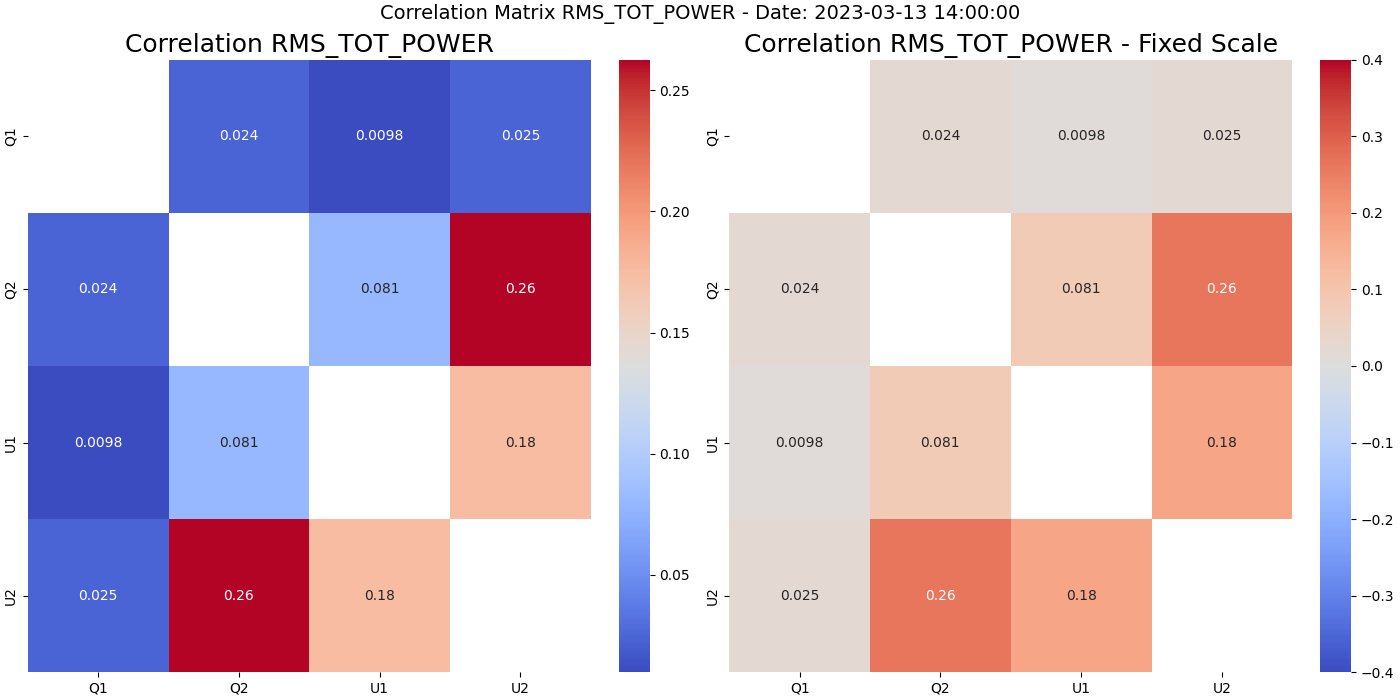 Correlation Matrix RMS_TOT_POWER - Date: 2023-03-13 14:00:00
Correlation RMS_TOT_POWER
Q1
0.024
0.0098
0.025
Q2
0.024
0.081
0.26
U1
0.0098
0.081
0.18
U2
0.025
0.26
0.18
Q1
Q2
U1
U2
0.25
0.20
0.15
0.10
0.05
Correlation RMS_TOT_POWER - Fixed Scale
Q1
0.024
0.0098
0.025
Q2
0.024
0.081
0.26
U1
0.0098
0.081
0.18
U2
0.025
0.26
0.18
Q1
Q2
U1
U2
0.4
0.3
0.2
0.1
0.0
−0.1
−0.2
−0.3
−0.4